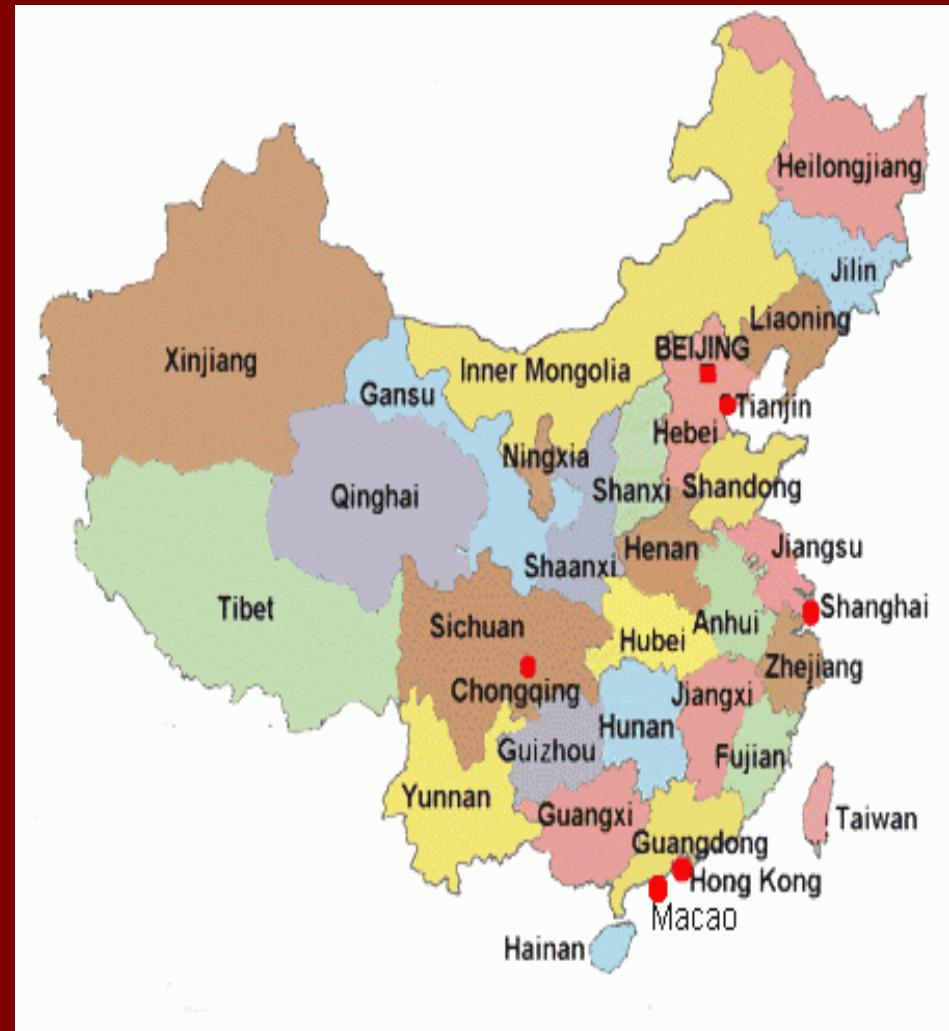 Heilongjiang
Jilin
Liaoning
BEIJING
Xinjiang
Inner Mongolia
Gansu
Tianjin
Hebei
Ningxia
Shanxi
Shandong
Qinghai
Jiangsu
Henan
Shaanxi
Shanghai
Tibet
Anhui
Sichuan
Hubei
Zhejiang
Chongqing
Jiangxi
Hunan
Guizhou
Fujian
Yunnan
Guangxi
Taiwan
Guangdong
Hong Kong
Macao
Hainan